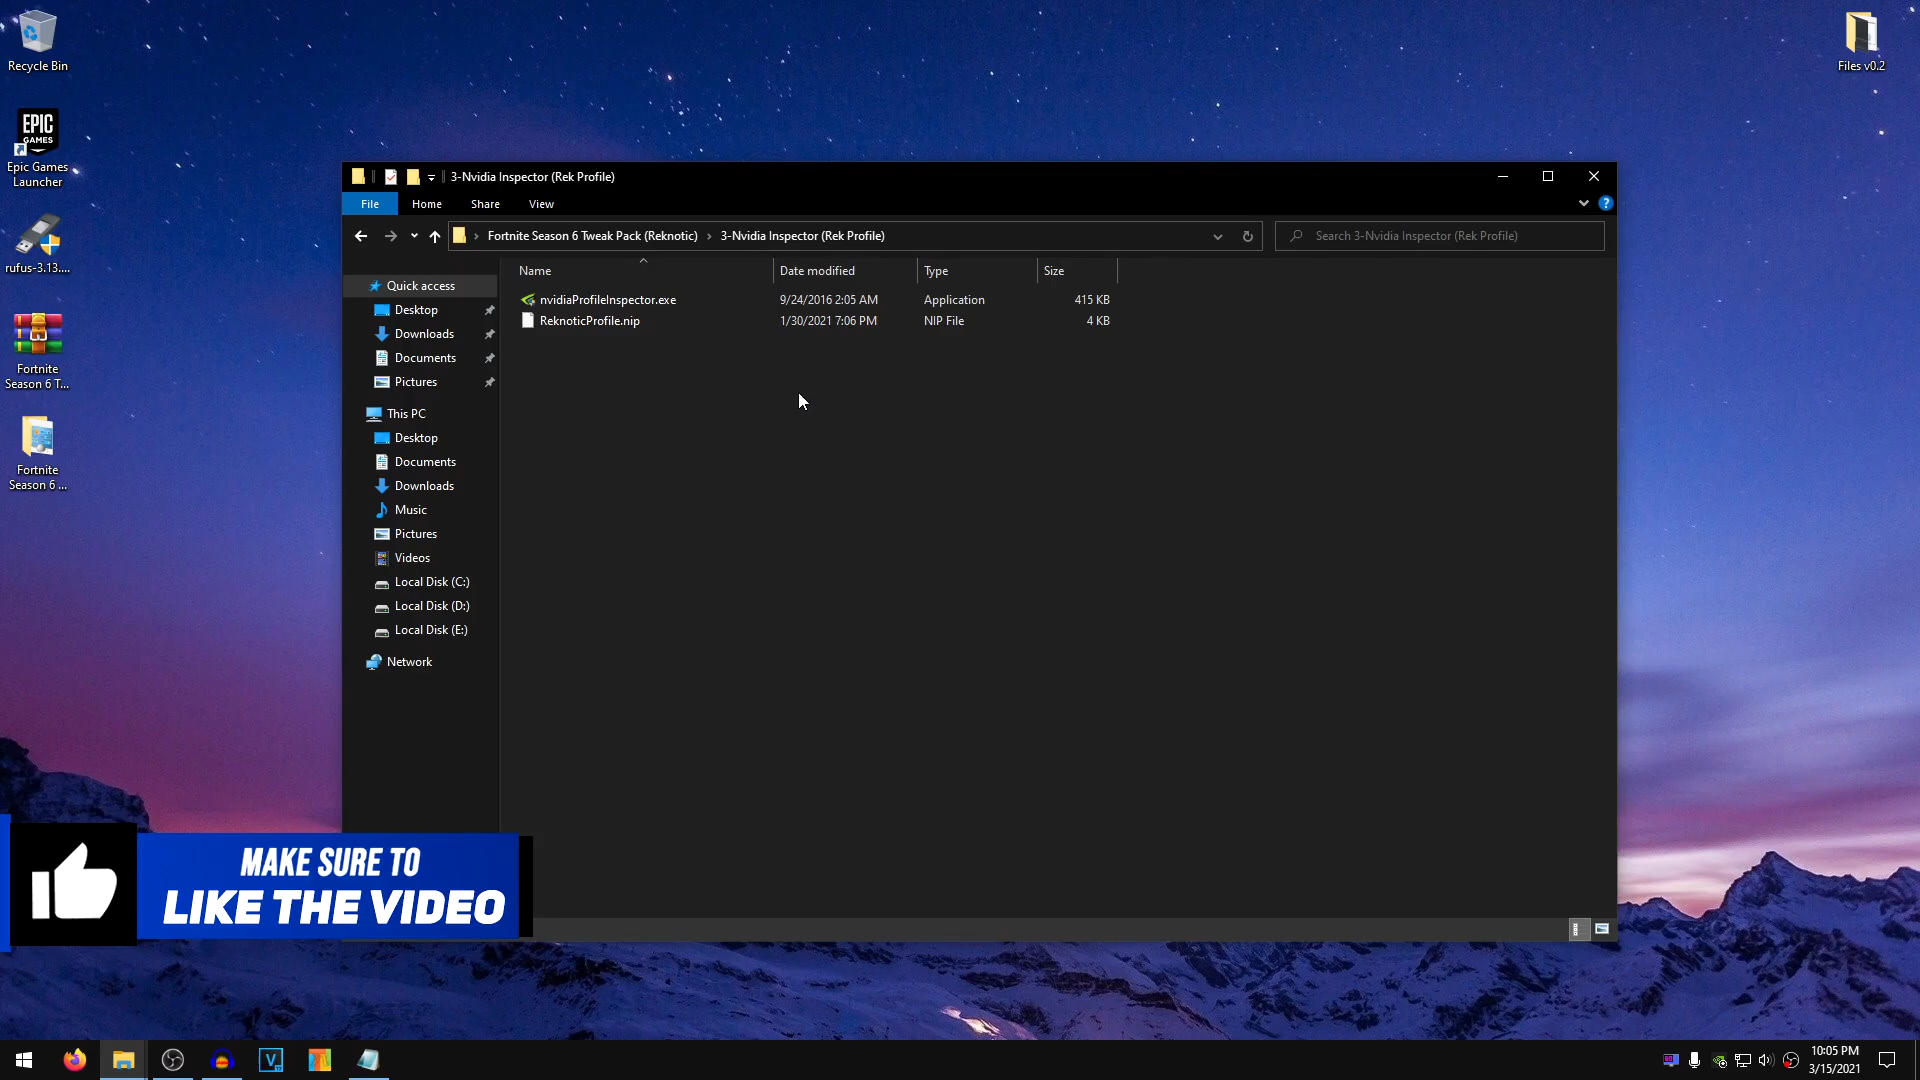 Recycle Bin
EPIC
GAMES
Epic Games
Launcher
rufus-3.13....
Fortnite
Season 6 T...
Fortnite
Season 6 ...
Files v0.2
3-Nvidia Inspector (Rek Profile)
File Home Share View
Fortnite Season 6 Tweak Pack (Reknotic) > 3-Nvidia Inspector (Rek Profile)
Search 3-Nvidia Inspector (Rek Profile)
Name Date modified Type Size
nvidiaProfileInspector.exe 9/24/2016 2:05 AM Application 415 KB
ReknoticProfile.nip 1/30/2021 7:06 PM NIP File 4 KB
Quick access
Desktop
Downloads
Documents
Pictures
This PC
Desktop
Documents
Downloads
Music
Pictures
Videos
Local Disk (C:)
Local Disk (D:)
Local Disk (E:)
Network
MAKE SURE TO
LIKE THE VIDEO
10:05 PM
3/15/2021